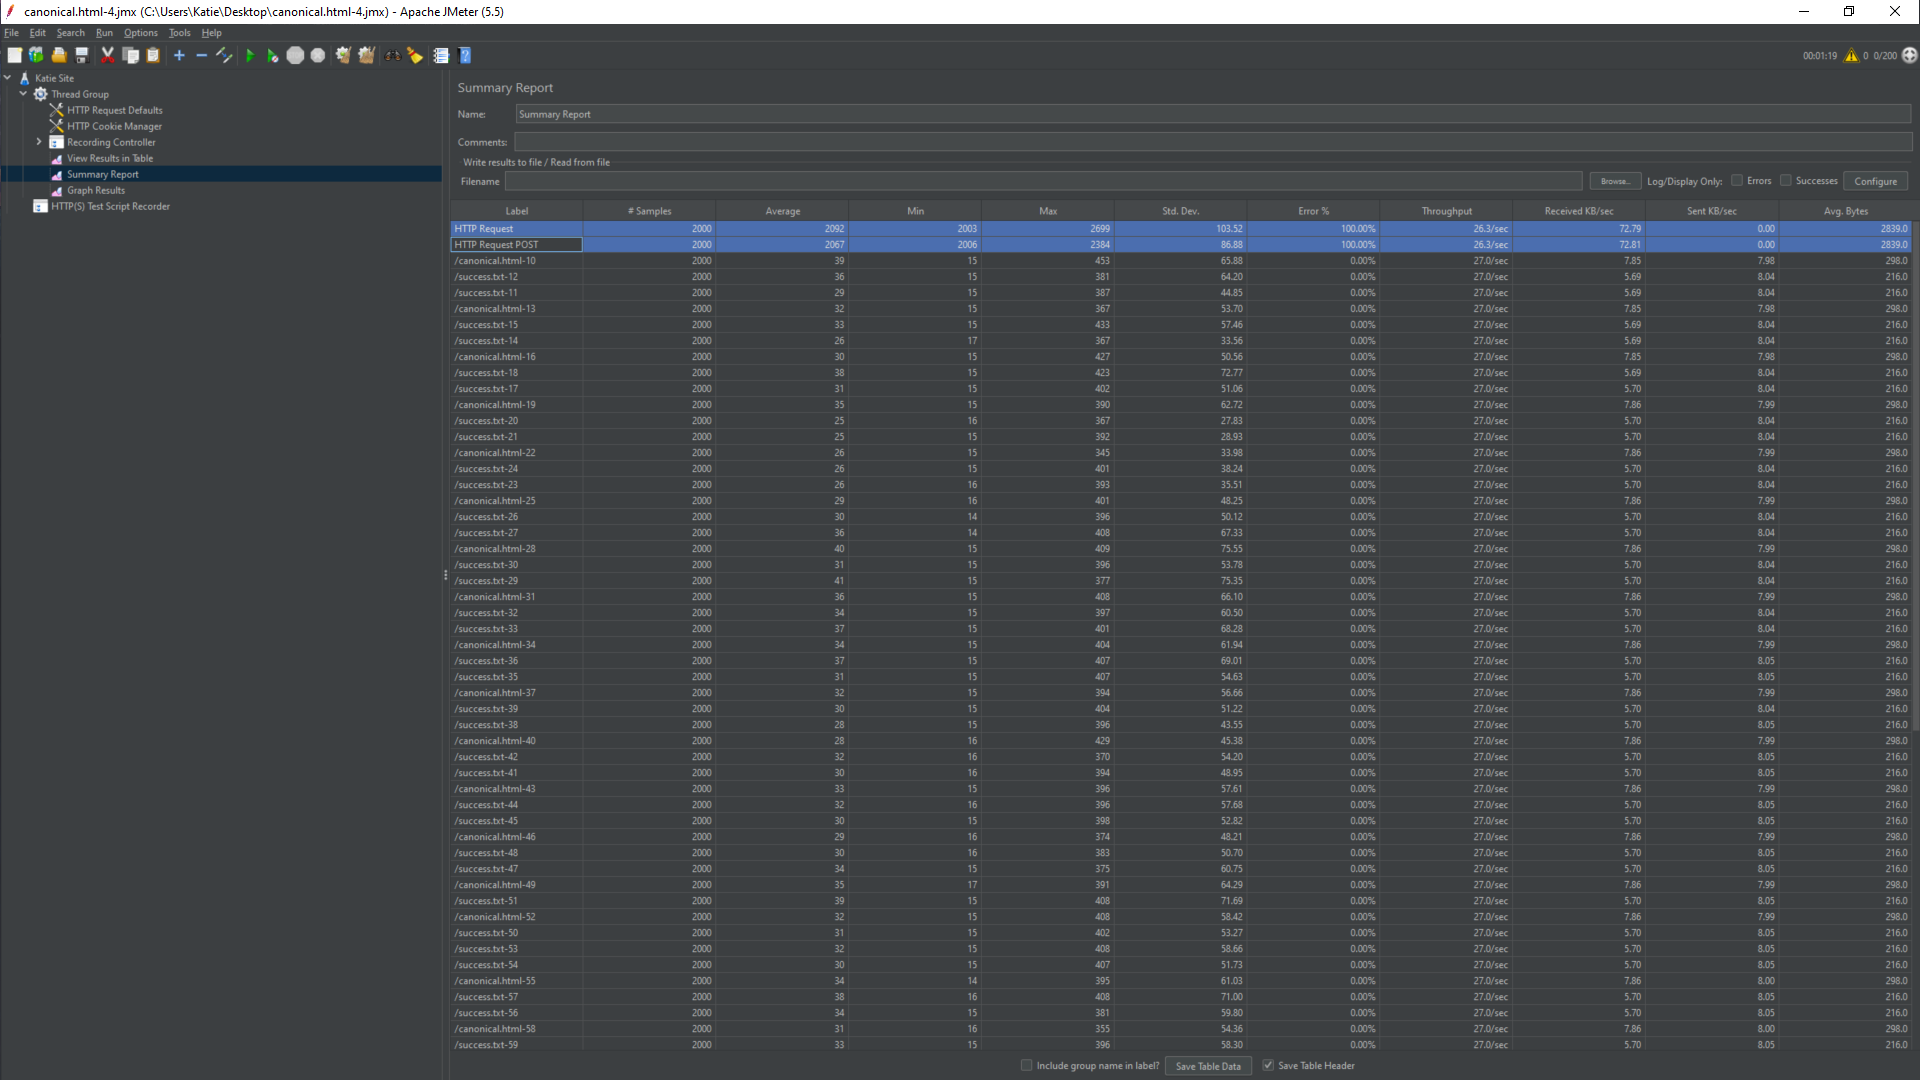 canonical.html-4.jmx (C:\Users\Katie\Desktop\canonical.html-4.jmx) - Apache JMeter (5.5)
File Edit Search Run Options Tools Help
00:01:19 0 0/200
Katie Site
Thread Group
HTTP Request Defaults
HTTP Cookie Manager
Recording Controller
View Results in Table
Summary Report
Graph Results
HTTP(S) Test Script Recorder
Summary Report
Name: Summary Report
Comments:
Write results to file / Read from file
Filename Browse... Log/Display Only: Errors Successes Configure
Label # Samples Average Min Max Std. Dev. Error % Throughput Received KB/sec Sent KB/sec Avg. Bytes
HTTP Request 2000 2092 2003 2699 103.52 100.00% 26.3/sec 72.79 0.00 2839.0
HTTP Request POST 2000 2067 2006 2384 86.88 100.00% 26.3/sec 72.81 0.00 2839.0
/canonical.html-10 2000 39 15 453 65.88 0.00% 27.0/sec 7.85 7.98 298.0
/success.txt-12 2000 36 15 381 64.20 0.00% 27.0/sec 5.69 8.04 216.0
/success.txt-11 2000 29 15 387 44.85 0.00% 27.0/sec 5.69 8.04 216.0
/canonical.html-13 2000 32 15 367 53.70 0.00% 27.0/sec 7.85 7.98 298.0
/success.txt-15 2000 33 15 433 57.46 0.00% 27.0/sec 5.69 8.04 216.0
/success.txt-14 2000 26 17 367 33.56 0.00% 27.0/sec 5.69 8.04 216.0
/canonical.html-16 2000 30 15 427 50.56 0.00% 27.0/sec 7.85 7.98 298.0
/success.txt-18 2000 38 15 423 72.77 0.00% 27.0/sec 5.69 8.04 216.0
/success.txt-17 2000 31 15 402 51.06 0.00% 27.0/sec 5.70 8.04 216.0
/canonical.html-19 2000 35 15 390 62.72 0.00% 27.0/sec 7.86 7.99 298.0
/success.txt-20 2000 25 16 367 27.83 0.00% 27.0/sec 5.70 8.04 216.0
/success.txt-21 2000 25 15 392 28.93 0.00% 27.0/sec 5.70 8.04 216.0
/canonical.html-22 2000 26 15 345 33.98 0.00% 27.0/sec 7.86 7.99 298.0
/success.txt-24 2000 26 15 401 38.24 0.00% 27.0/sec 5.70 8.04 216.0
/success.txt-23 2000 26 16 393 35.51 0.00% 27.0/sec 5.70 8.04 216.0
/canonical.html-25 2000 29 16 401 48.25 0.00% 27.0/sec 7.86 7.99 298.0
/success.txt-26 2000 30 14 396 50.12 0.00% 27.0/sec 5.70 8.04 216.0
/success.txt-27 2000 36 14 408 67.33 0.00% 27.0/sec 5.70 8.04 216.0
/canonical.html-28 2000 40 15 409 75.55 0.00% 27.0/sec 7.86 7.99 298.0
/success.txt-30 2000 31 15 396 53.78 0.00% 27.0/sec 5.70 8.04 216.0
/success.txt-29 2000 41 15 377 75.35 0.00% 27.0/sec 5.70 8.04 216.0
/canonical.html-31 2000 36 15 408 66.10 0.00% 27.0/sec 7.86 7.99 298.0
/success.txt-32 2000 34 15 397 60.50 0.00% 27.0/sec 5.70 8.04 216.0
/success.txt-33 2000 37 15 401 68.28 0.00% 27.0/sec 5.70 8.04 216.0
/canonical.html-34 2000 34 15 404 61.94 0.00% 27.0/sec 7.86 7.99 298.0
/success.txt-36 2000 37 15 407 69.01 0.00% 27.0/sec 5.70 8.05 216.0
/success.txt-35 2000 31 15 407 54.63 0.00% 27.0/sec 5.70 8.05 216.0
/canonical.html-37 2000 32 15 394 56.66 0.00% 27.0/sec 7.86 7.99 298.0
/success.txt-39 2000 30 15 404 51.22 0.00% 27.0/sec 5.70 8.04 216.0
/success.txt-38 2000 28 15 396 43.55 0.00% 27.0/sec 5.70 8.05 216.0
/canonical.html-40 2000 28 16 429 45.38 0.00% 27.0/sec 7.86 7.99 298.0
/success.txt-42 2000 32 16 370 54.20 0.00% 27.0/sec 5.70 8.05 216.0
/success.txt-41 2000 30 16 394 48.95 0.00% 27.0/sec 5.70 8.05 216.0
/canonical.html-43 2000 33 15 396 57.61 0.00% 27.0/sec 7.86 7.99 298.0
/success.txt-44 2000 32 16 396 57.68 0.00% 27.0/sec 5.70 8.05 216.0
/success.txt-45 2000 30 15 398 52.82 0.00% 27.0/sec 5.70 8.05 216.0
/canonical.html-46 2000 29 16 374 48.21 0.00% 27.0/sec 7.86 7.99 298.0
/success.txt-48 2000 30 16 383 50.70 0.00% 27.0/sec 5.70 8.05 216.0
/success.txt-47 2000 34 15 375 60.75 0.00% 27.0/sec 5.70 8.05 216.0
/canonical.html-49 2000 35 17 391 64.29 0.00% 27.0/sec 7.86 7.99 298.0
/success.txt-51 2000 39 15 408 71.69 0.00% 27.0/sec 5.70 8.05 216.0
/canonical.html-52 2000 32 15 408 58.42 0.00% 27.0/sec 7.86 7.99 298.0
/success.txt-50 2000 31 15 402 53.27 0.00% 27.0/sec 5.70 8.05 216.0
/success.txt-53 2000 32 15 408 58.66 0.00% 27.0/sec 5.70 8.05 216.0
/success.txt-54 2000 30 15 407 51.73 0.00% 27.0/sec 5.70 8.05 216.0
/canonical.html-55 2000 34 14 395 61.03 0.00% 27.0/sec 7.86 8.00 298.0
/success.txt-57 2000 38 16 408 71.00 0.00% 27.0/sec 5.70 8.05 216.0
/success.txt-56 2000 34 15 381 59.80 0.00% 27.0/sec 5.70 8.05 216.0
/canonical.html-58 2000 31 16 355 54.36 0.00% 27.0/sec 7.86 8.00 298.0
/success.txt-59 2000 33 15 396 58.30 0.00% 27.0/sec 5.70 8.05 216.0
Include group name in label? Save Table Data Save Table Header